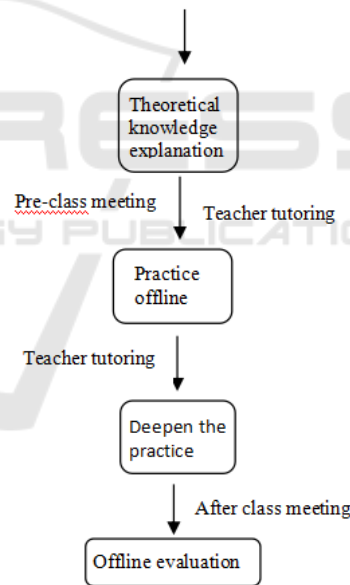 Theoretical
knowledge
explanation
Pre-class meeting
Teacher tutoring
Practice
offline
Teacher tutoring
Deepen the
practice
After class meeting
Offline evaluation